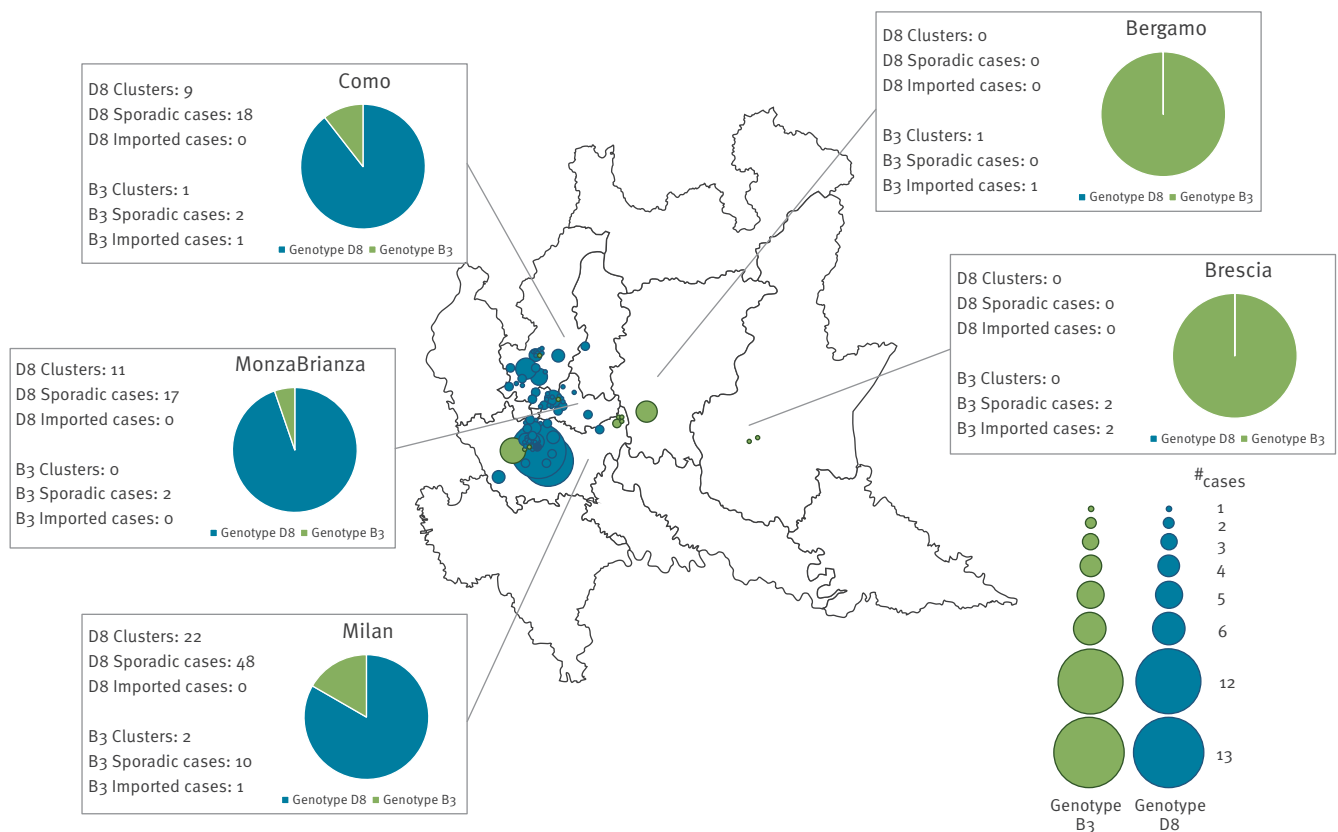 Como
D8 Clusters: 9
D8 Sporadic cases: 18
D8 Imported cases: 0
B3 Clusters: 1
B3 Sporadic cases: 2
B3 Imported cases: 1
Genotype D8 Genotype B3
Bergamo
D8 Clusters: 0
D8 Sporadic cases: 0
D8 Imported cases: 0
B3 Clusters: 1
B3 Sporadic cases: 0
B3 Imported cases: 1
Genotype D8 Genotype B3
Brescia
D8 Clusters: 0
D8 Sporadic cases: 0
D8 Imported cases: 0
B3 Clusters: 0
B3 Sporadic cases: 2
B3 Imported cases: 2
Genotype D8 Genotype B3
MonzaBrianza
D8 Clusters: 11
D8 Sporadic cases: 17
D8 Imported cases: 0
B3 Clusters: 0
B3 Sporadic cases: 2
B3 Imported cases: 0
Genotype D8 Genotype B3
Milan
D8 Clusters: 22
D8 Sporadic cases: 48
D8 Imported cases: 0
B3 Clusters: 2
B3 Sporadic cases: 10
B3 Imported cases: 1
Genotype D8 Genotype B3
#
cases
1
2
3
4
5
6
12
13
Genotype
B3
Genotype
D8